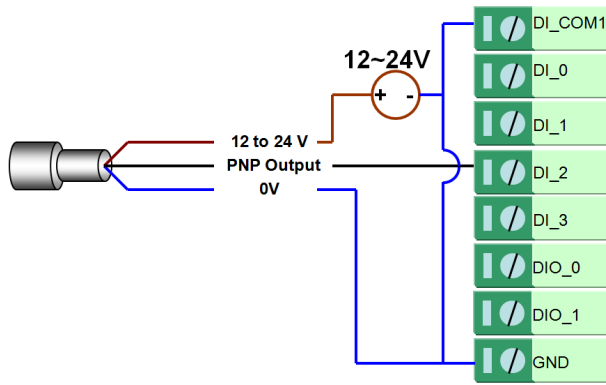 12~24V
+ -
12 to 24 V
PNP Output
0V
DI_COM1
DI_0
DI_1
DI_2
DI_3
DIO_0
DIO_1
GND